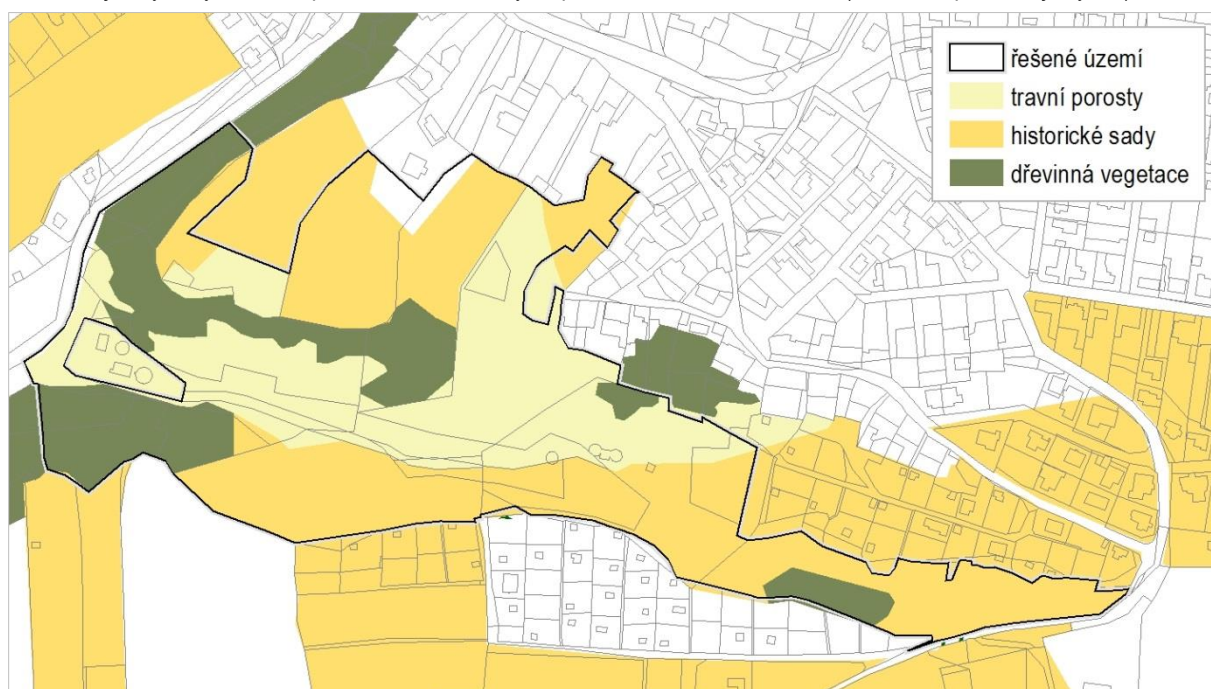 řešené území
travní porosty
historické sady
dřevinná vegetace